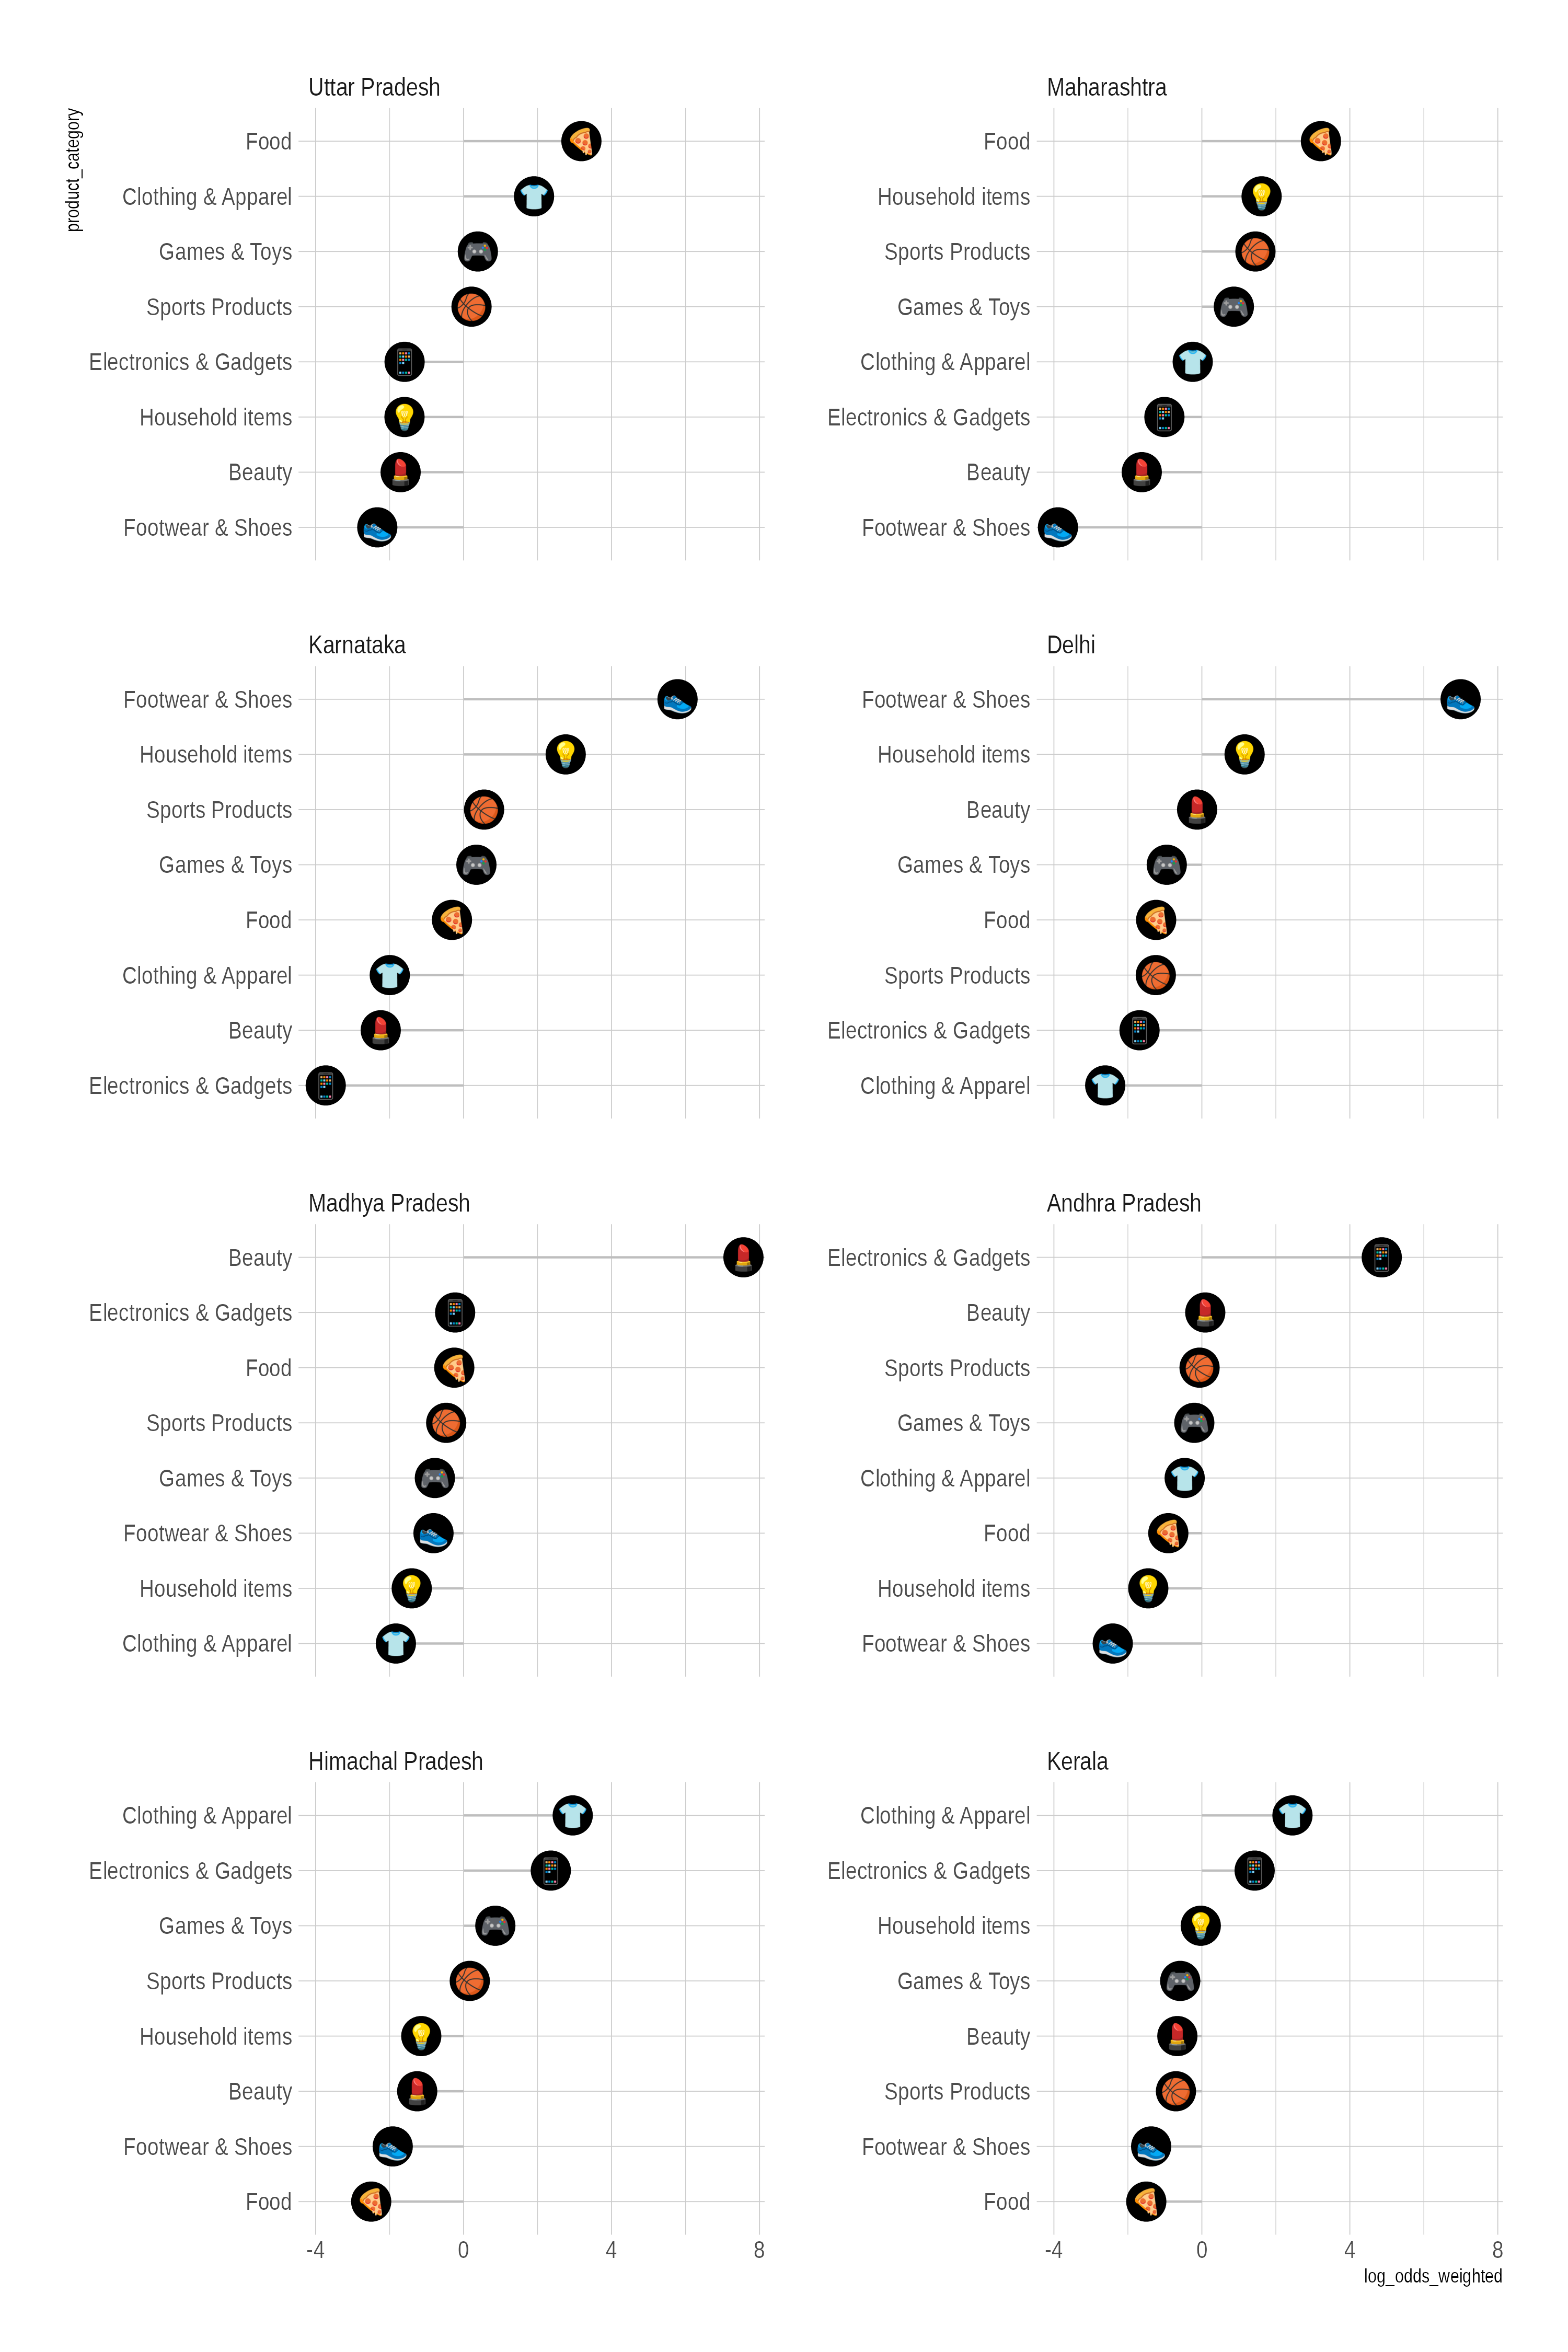 product_category
Uttar Pradesh
Food
Clothing & Apparel
Games & Toys
Sports Products
Electronics & Gadgets
Household items
Beauty
Footwear & Shoes
Maharashtra
Food
Household items
Sports Products
Games & Toys
Clothing & Apparel
Electronics & Gadgets
Beauty
Footwear & Shoes
Karnataka
Footwear & Shoes
Household items
Sports Products
Games & Toys
Food
Clothing & Apparel
Beauty
Electronics & Gadgets
Delhi
Footwear & Shoes
Household items
Beauty
Games & Toys
Food
Sports Products
Electronics & Gadgets
Clothing & Apparel
Madhya Pradesh
Beauty
Electronics & Gadgets
Food
Sports Products
Games & Toys
Footwear & Shoes
Household items
Clothing & Apparel
Andhra Pradesh
Electronics & Gadgets
Beauty
Sports Products
Games & Toys
Clothing & Apparel
Food
Household items
Footwear & Shoes
Himachal Pradesh
Clothing & Apparel
Electronics & Gadgets
Games & Toys
Sports Products
Household items
Beauty
Footwear & Shoes
Food
-4 0 4 8
Kerala
Clothing & Apparel
Electronics & Gadgets
Household items
Games & Toys
Beauty
Sports Products
Footwear & Shoes
Food
-4 0 4 8
log_odds_weighted